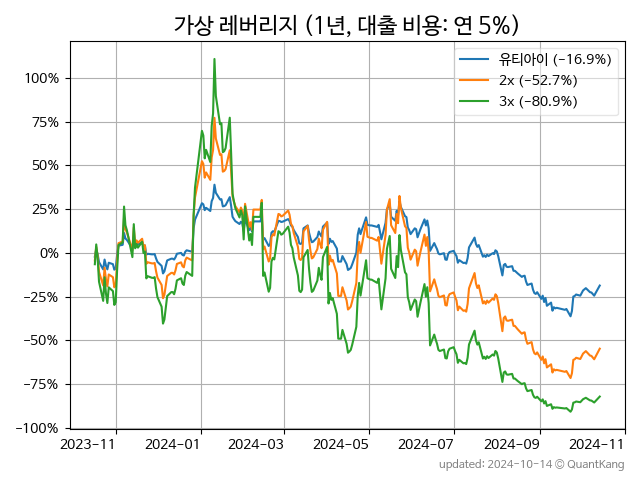 가상 레버리지 (1년, 대출 비용: 연 5%)
유티아이 (-16.9%)
2x (-52.7%)
3x (-80.9%)
100%
75%
50%
25%
0%
-25%
-50%
-75%
-100%
2023-11 2024-01 2024-03 2024-05 2024-07 2024-09 2024-11
updated: 2024-10-14 © QuantKang